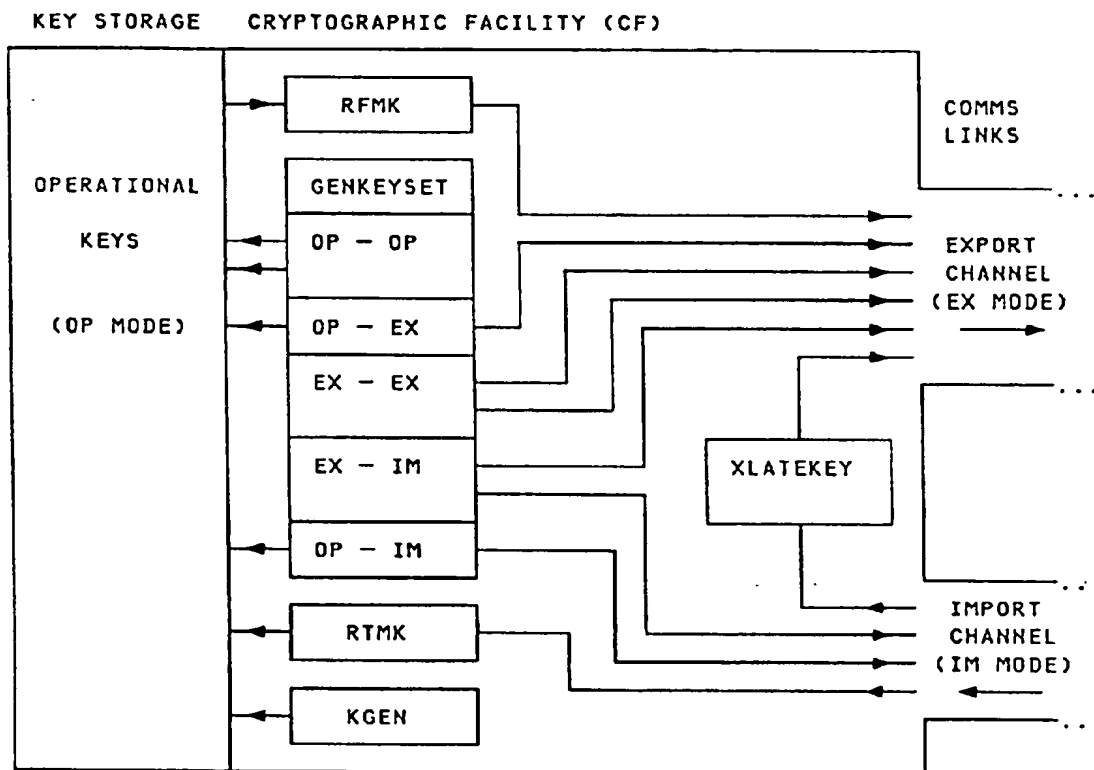 KEY STORAGE CRYPTOGRAPHIC FACILITY (CF)
RFMK
COMMS
LINKS
OPERATIONAL
KEYS
(OP MODE)
GENKEYSET
OP - OP
OP - EX
EX - EX
EX - IM
OP - IM
RTMK
KGEN
XLATEKEY
...
EXPORT
CHANNEL
(EX MODE)
...
..
IMPORT
CHANNEL
(IM MODE)
..